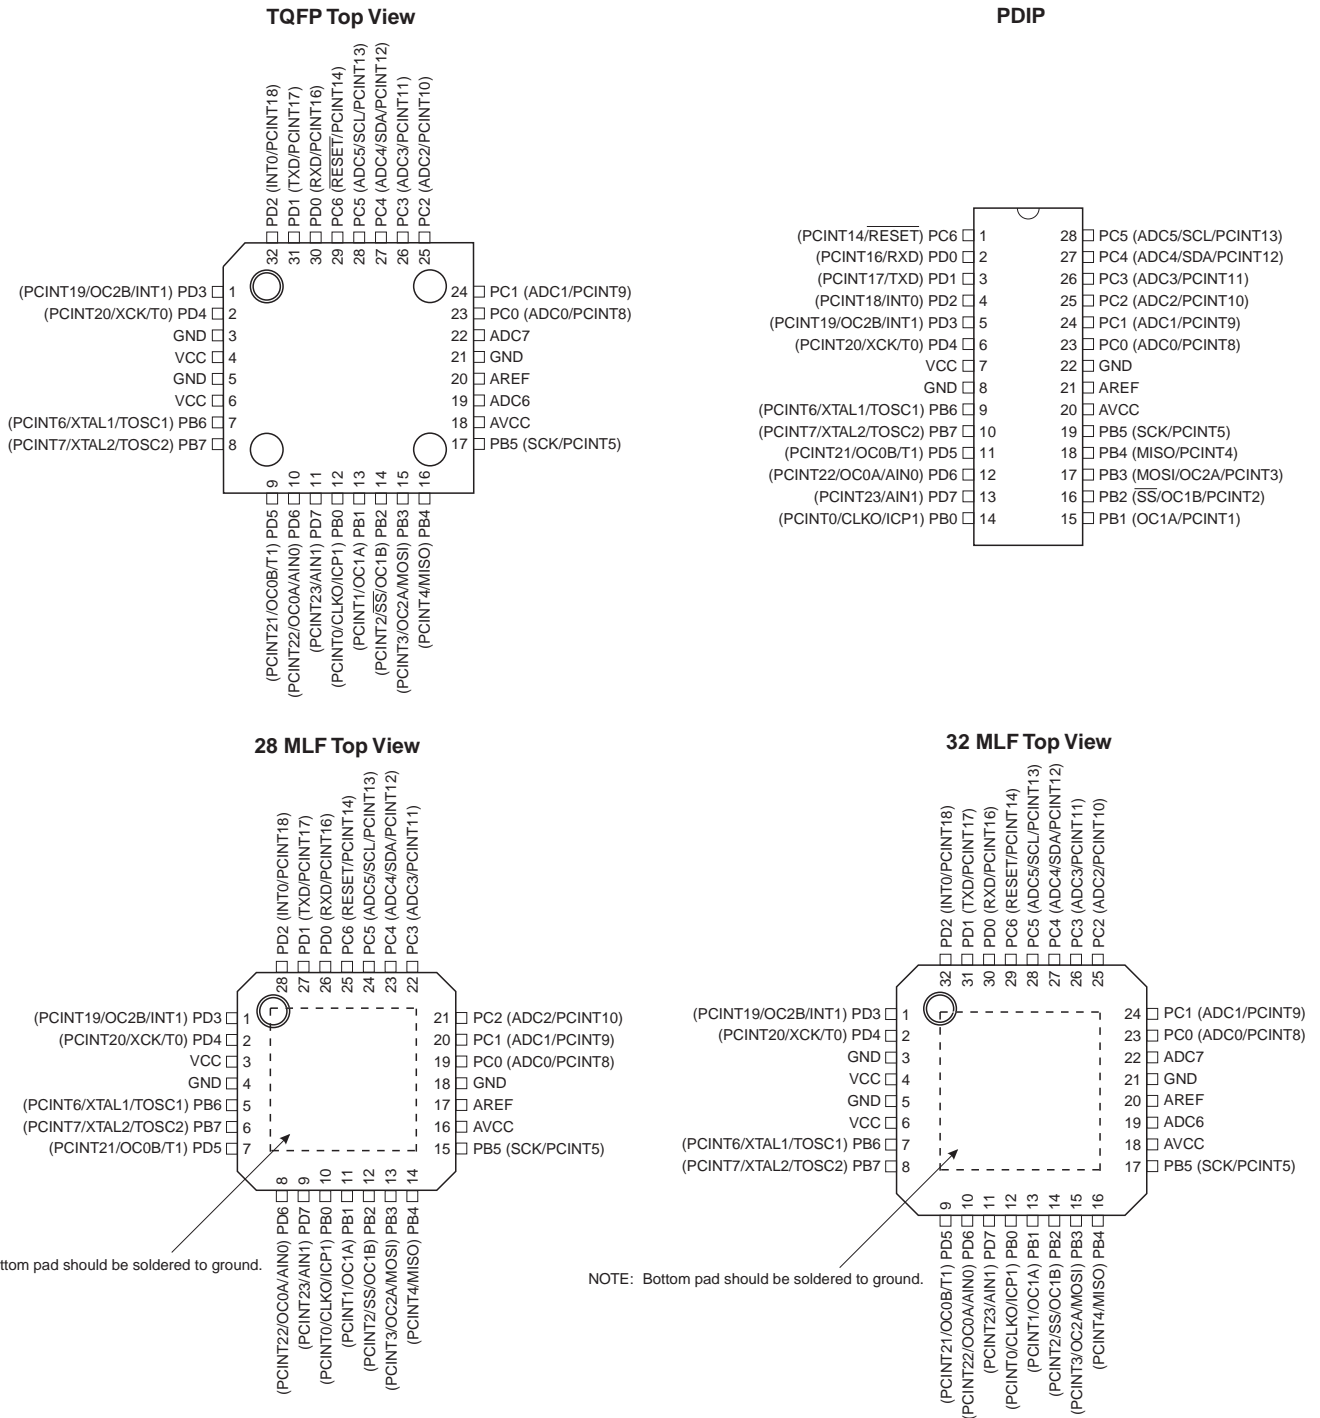 TQFP Top View
32 PD2 (INT0/PCINT18)
31 PD1 (TXD/PCINT17)
30 PD0 (RXD/PCINT16)
29 PC6 (RESET/PCINT14)
28 PC5 (ADC5/SCL/PCINT13)
27 PC4 (ADC4/SDA/PCINT12)
26 PC3 (ADC3/PCINT11)
25 PC2 (ADC2/PCINT10)
(PCINT19/OC2B/INT1) PD3 1
(PCINT20/XCK/T0) PD4 2
GND 3
VCC 4
GND 5
VCC 6
(PCINT6/XTAL1/TOSC1) PB6 7
(PCINT7/XTAL2/TOSC2) PB7 8
24 PC1 (ADC1/PCINT9)
23 PC0 (ADC0/PCINT8)
22 ADC7
21 GND
20 AREF
19 ADC6
18 AVCC
17 PB5 (SCK/PCINT5)
(PCINT21/OC0B/T1) PD5 9
(PCINT22/OC0A/AIN0) PD6 10
(PCINT23/AIN1) PD7 11
(PCINT0/CLKO/ICP1) PB0 12
(PCINT1/OC1A) PB1 13
(PCINT2/SS/OC1B) PB2 14
(PCINT3/OC2A/MOSI) PB3 15
(PCINT4/MISO) PB4 16
PDIP
(PCINT14/RESET) PC6 1
(PCINT16/RXD) PD0 2
(PCINT17/TXD) PD1 3
(PCINT18/INT0) PD2 4
(PCINT19/OC2B/INT1) PD3 5
(PCINT20/XCK/T0) PD4 6
VCC 7
GND 8
(PCINT6/XTAL1/TOSC1) PB6 9
(PCINT7/XTAL2/TOSC2) PB7 10
(PCINT21/OC0B/T1) PD5 11
(PCINT22/OC0A/AIN0) PD6 12
(PCINT23/AIN1) PD7 13
(PCINT0/CLKO/ICP1) PB0 14
28 PC5 (ADC5/SCL/PCINT13)
27 PC4 (ADC4/SDA/PCINT12)
26 PC3 (ADC3/PCINT11)
25 PC2 (ADC2/PCINT10)
24 PC1 (ADC1/PCINT9)
23 PC0 (ADC0/PCINT8)
22 GND
21 AREF
20 AVCC
19 PB5 (SCK/PCINT5)
18 PB4 (MISO/PCINT4)
17 PB3 (MOSI/OC2A/PCINT3)
16 PB2 (SS/OC1B/PCINT2)
15 PB1 (OC1A/PCINT1)
28 MLF Top View
28 PD2 (INT0/PCINT18)
27 PD1 (TXD/PCINT17)
26 PD0 (RXD/PCINT16)
25 PC6 (RESET/PCINT14)
24 PC5 (ADC5/SCL/PCINT13)
23 PC4 (ADC4/SDA/PCINT12)
22 PC3 (ADC3/PCINT11)
(PCINT19/OC2B/INT1) PD3 1
(PCINT20/XCK/T0) PD4 2
VCC 3
GND 4
(PCINT6/XTAL1/TOSC1) PB6 5
(PCINT7/XTAL2/TOSC2) PB7 6
(PCINT21/OC0B/T1) PD5 7
21 PC2 (ADC2/PCINT10)
20 PC1 (ADC1/PCINT9)
19 PC0 (ADC0/PCINT8)
18 GND
17 AREF
16 AVCC
15 PB5 (SCK/PCINT5)
(PCINT22/OC0A/AIN0) PD6 8
(PCINT23/AIN1) PD7 9
(PCINT0/CLKO/ICP1) PB0 10
(PCINT1/OC1A) PB1 11
(PCINT2/SS/OC1B) PB2 12
(PCINT3/OC2A/MOSI) PB3 13
(PCINT4/MISO) PB4 14
pad should be soldered to ground.
32 MLF Top View
32 PD2 (INT0/PCINT18)
31 PD1 (TXD/PCINT17)
30 PD0 (RXD/PCINT16)
29 PC6 (RESET/PCINT14)
28 PC5 (ADC5/SCL/PCINT13)
27 PC4 (ADC4/SDA/PCINT12)
26 PC3 (ADC3/PCINT11)
25 PC2 (ADC2/PCINT10)
(PCINT19/OC2B/INT1) PD3 1
(PCINT20/XCK/T0) PD4 2
GND 3
VCC 4
GND 5
VCC 6
(PCINT6/XTAL1/TOSC1) PB6 7
(PCINT7/XTAL2/TOSC2) PB7 8
24 PC1 (ADC1/PCINT9)
23 PC0 (ADC0/PCINT8)
22 ADC7
21 GND
20 AREF
19 ADC6
18 AVCC
17 PB5 (SCK/PCINT5)
(PCINT21/OC0B/T1) PD5 9
(PCINT22/OC0A/AIN0) PD6 10
(PCINT23/AIN1) PD7 11
(PCINT0/CLKO/ICP1) PB0 12
(PCINT1/OC1A) PB1 13
(PCINT2/SS/OC1B) PB2 14
(PCINT3/OC2A/MOSI) PB3 15
(PCINT4/MISO) PB4 16
NOTE: Bottom pad should be soldered to ground.